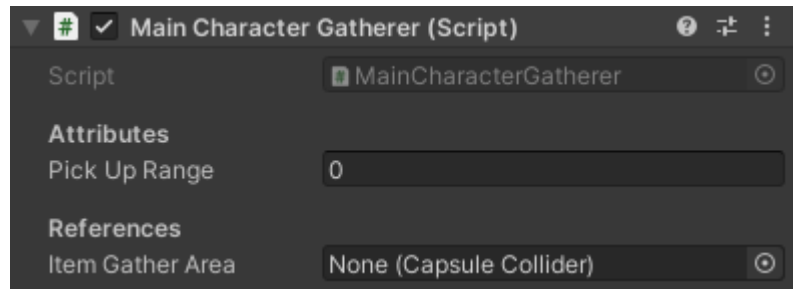 Main Character Gatherer (Script)
Script MainCharacterGatherer
Attributes
Pick Up Range 0
References
Item Gather Area None (Capsule Collider)